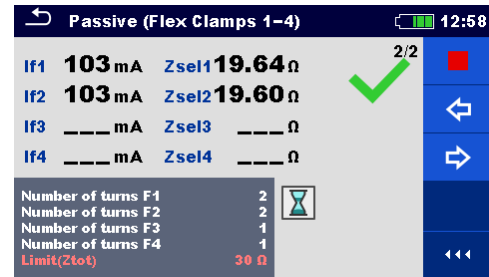 Passive (Flex Clamps 1–4) 12:58
2/2
If1 103 mA Zsel1 19.64 Ω
If2 103 mA Zsel2 19.60 Ω
If3 ___ mA Zsel3 ___ Ω
If4 ___ mA Zsel4 ___ Ω
Number of turns F1 2
Number of turns F2 2
Number of turns F3 1
Number of turns F4 1
Limit(Ztot) 30 Ω